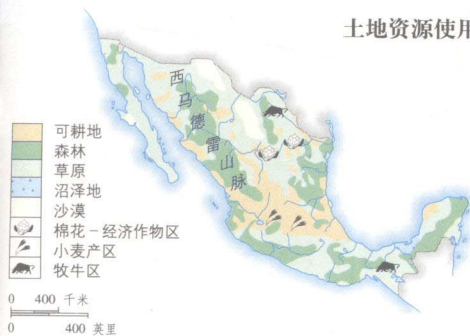 土地资源使用
西马德雷山脉
可耕地
森林
草原
沼泽地
沙漠
棉花－经济作物区
小麦产区
牧牛区
0 400 千米
0 400 英里